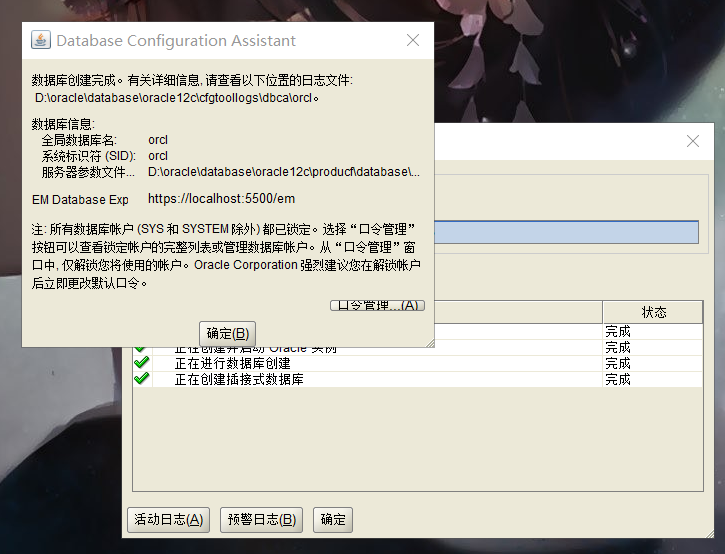 Database Configuration Assistant
数据库创建完成。有关详细信息,请查看以下位置的日志文件:
D:\oracle\database\oracle12c\cfgtoollogs\dbca\orcl。
数据库信息:
全局数据库名: orcl
系统标识符 (SID): orcl
服务器参数文件... D:\oracle\database\oracle12c\product\database\...
EM Database Exp https://localhost:5500/em
注: 所有数据库帐户 (SYS 和 SYSTEM 除外) 都已锁定。选择“口令管理”
按钮可以查看锁定帐户的完整列表或管理数据库帐户。从“口令管理”窗
口中, 仅解锁您将使用的帐户。Oracle Corporation 强烈建议您在解锁帐户
后立即更改默认口令。
口令管理...(A)
确定(B)
状态
完成
正在创建并启动 Oracle 实例 完成
正在进行数据库创建 完成
正在创建插接式数据库 完成
活动日志(A) 预警日志(B) 确定